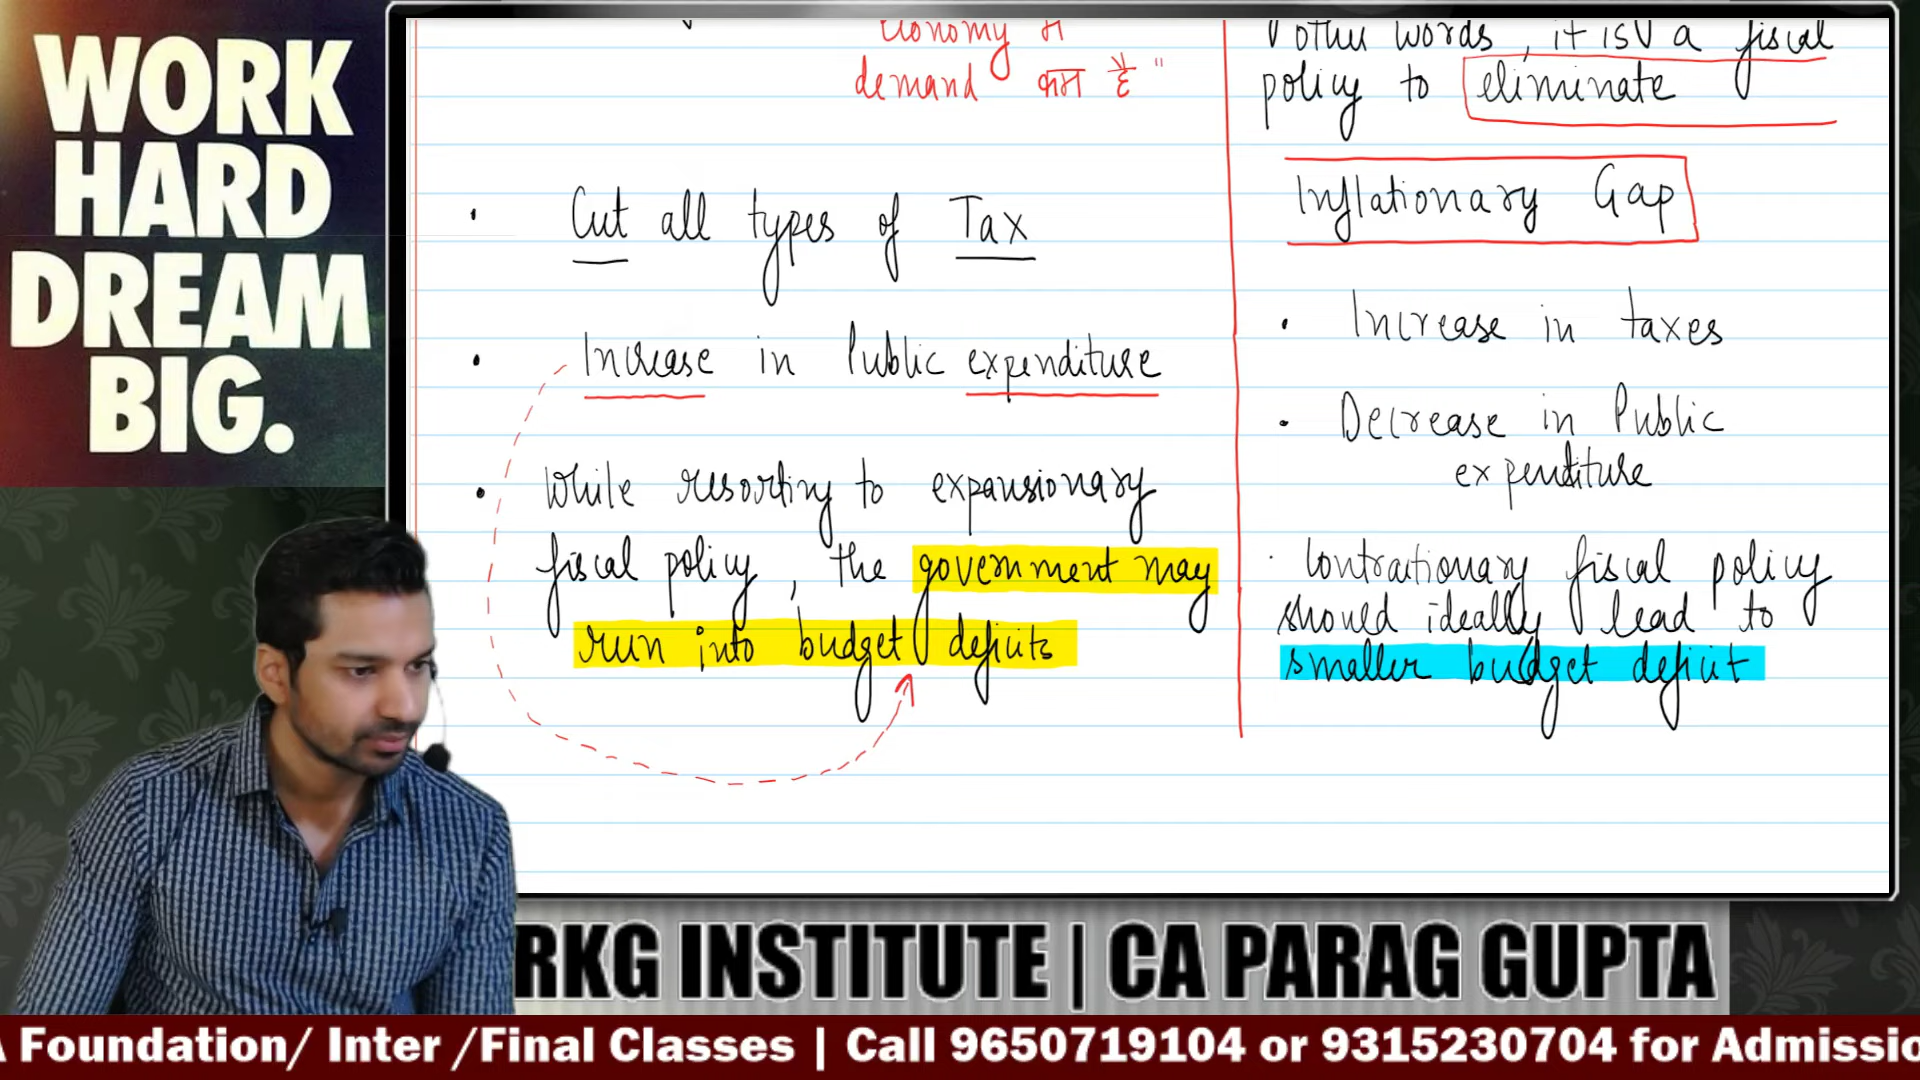 WORK
HARD
DREAM
BIG.
economy में
demand कम है "
other words, it is a fiscal
policy to eliminate
Inflationary Gap
• Cut all types of Tax
• Increase in Public expenditure
• While resorting to expansionary
fiscal policy, the government may
run into budget deficits
• Increase in taxes
• Decrease in Public
expenditure
• Contractionary fiscal policy
should ideally lead to
smaller budget deficit
RKG INSTITUTE | CA PARAG GUPTA
A Foundation/ Inter /Final Classes | Call 9650719104 or 9315230704 for Admissio